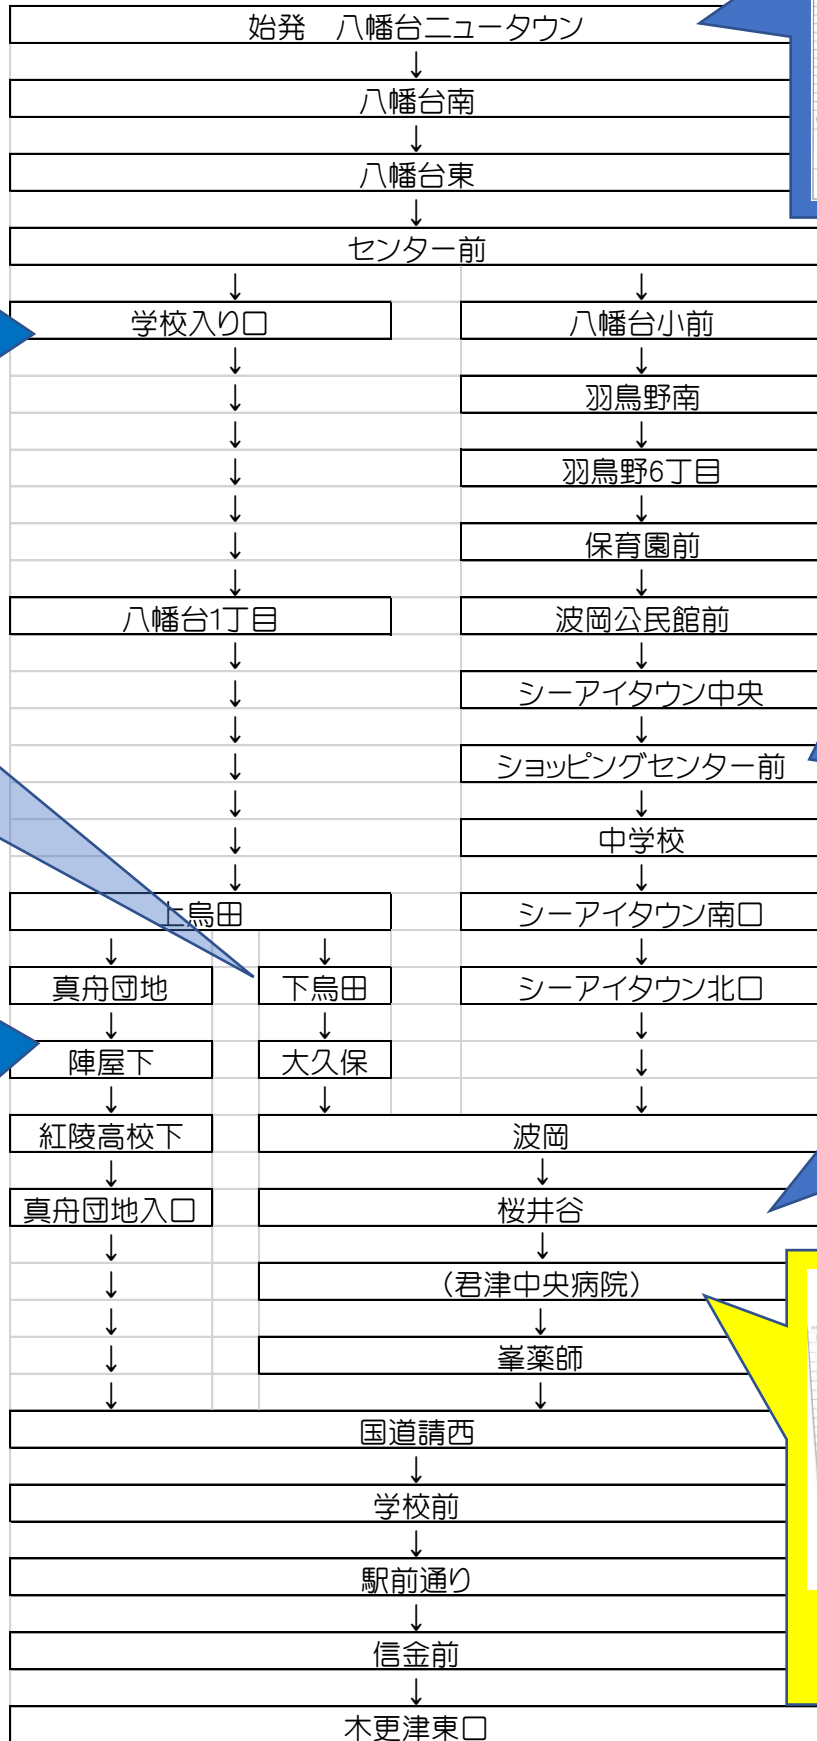 始発　八幡台ニュータウン
↓
八幡台南
↓
八幡台東
↓
センター前
↓ ↓
学校入り口 八幡台小前
↓ ↓
↓ 羽鳥野南
↓ ↓
↓ 羽鳥野6丁目
↓ ↓
↓ 保育園前
↓ ↓
八幡台1丁目 波岡公民館前
↓ ↓
↓ シーアイタウン中央
↓ ↓
↓ ショッピングセンター前
↓ ↓
↓ 中学校
↓ ↓
上烏田 シーアイタウン南口
↓ ↓ ↓
真舟団地 下烏田 シーアイタウン北口
↓ ↓ ↓
陣屋下 大久保 ↓
↓ ↓ ↓
紅陵高校下 波岡
↓ ↓
真舟団地入口 桜井谷
↓ ↓
↓ （君津中央病院）
↓ ↓
↓ 峯薬師
↓ ↓
国道請西
↓
学校前
↓
駅前通り
↓
信金前
↓
木更津東口